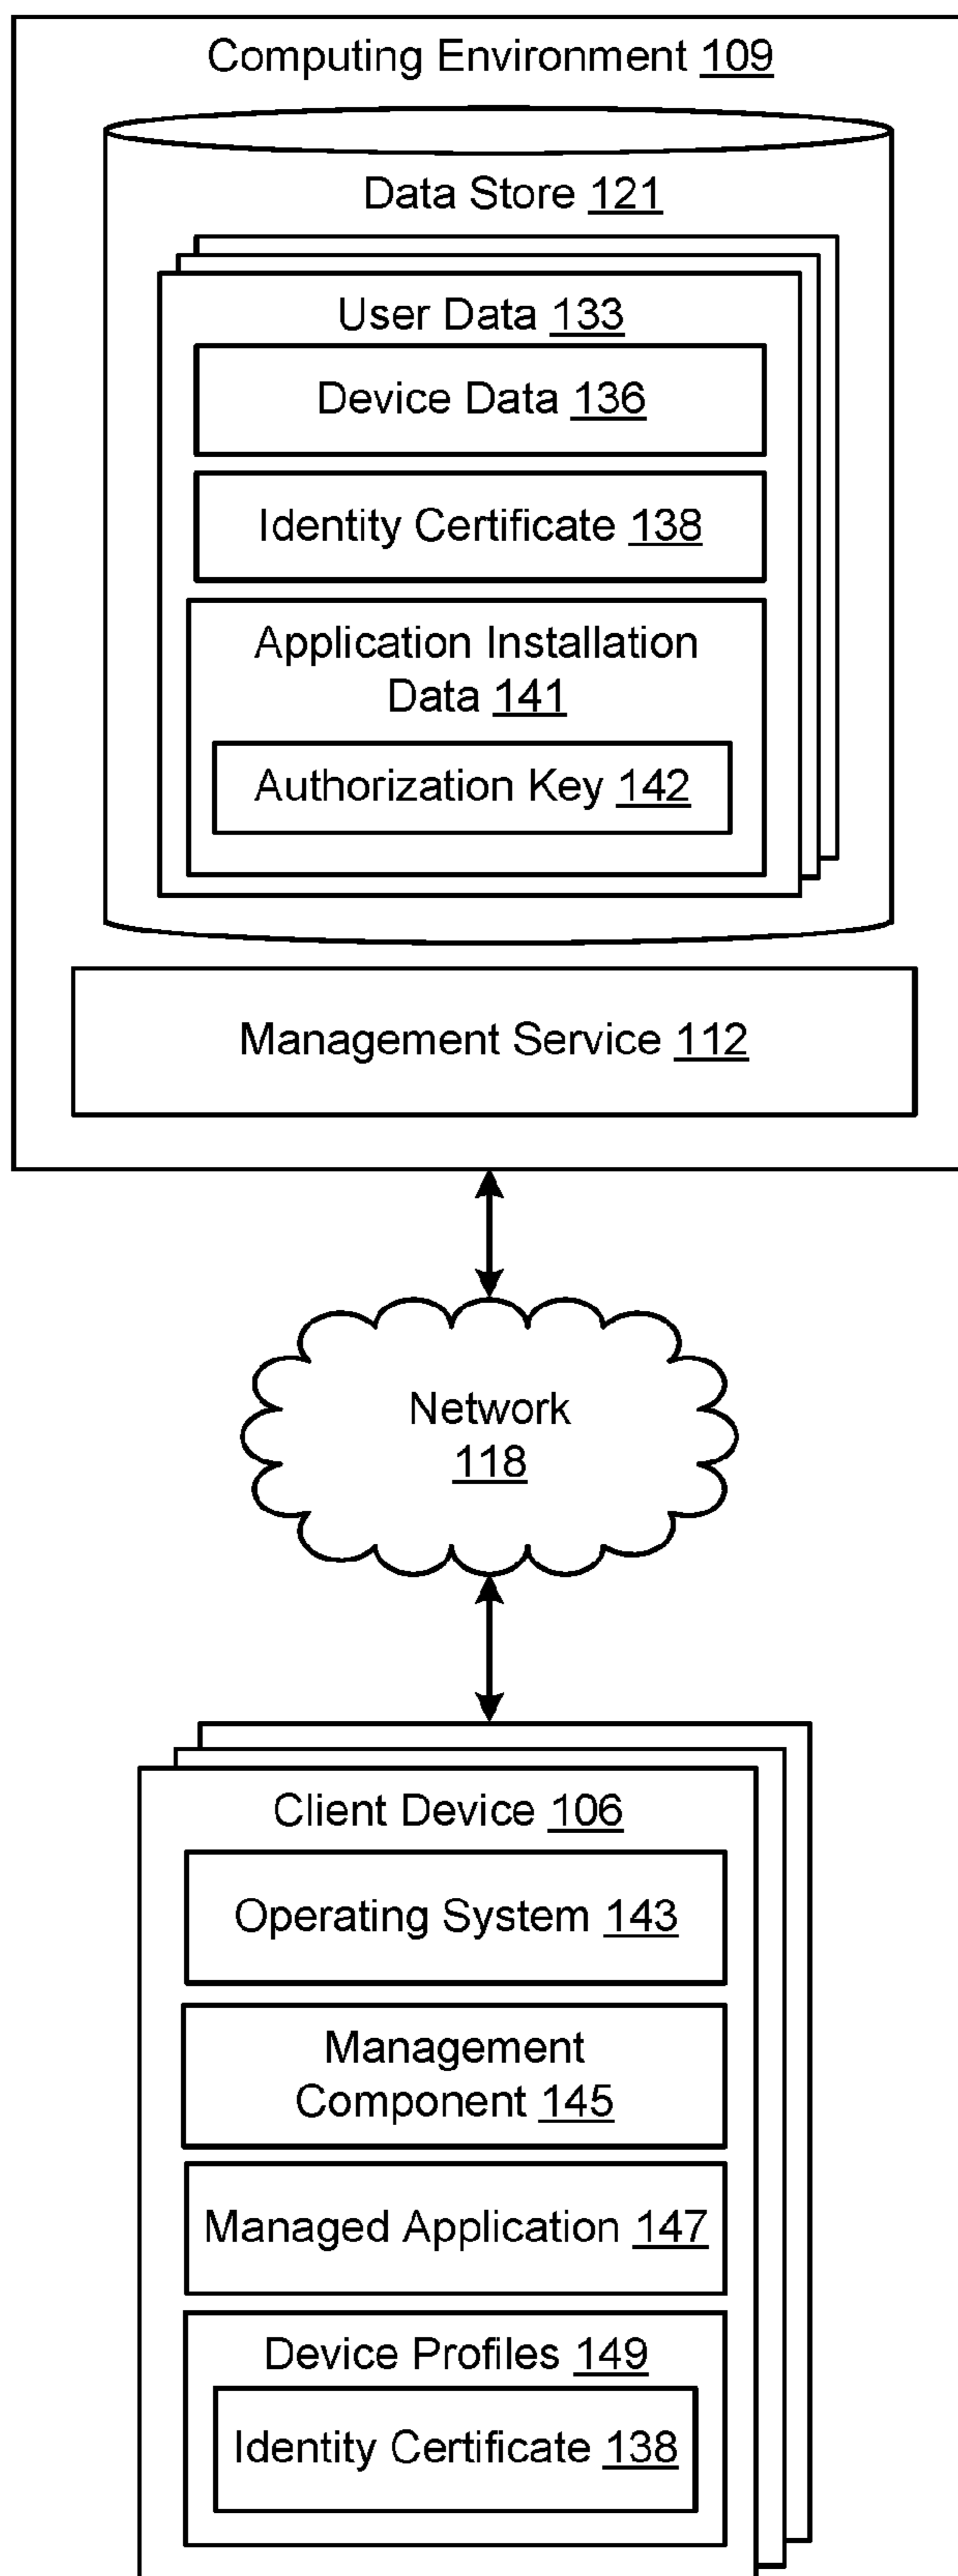 Computing Environment 109
Data Store 121
User Data 133
Device Data 136
Identity Certificate 138
Application Installation
Data 141
Authorization Key 142
Management Service 112
Network
118
Client Device 106
Operating System 143
Management
Component 145
Managed Application 147
Device Profiles 149
Identity Certificate 138